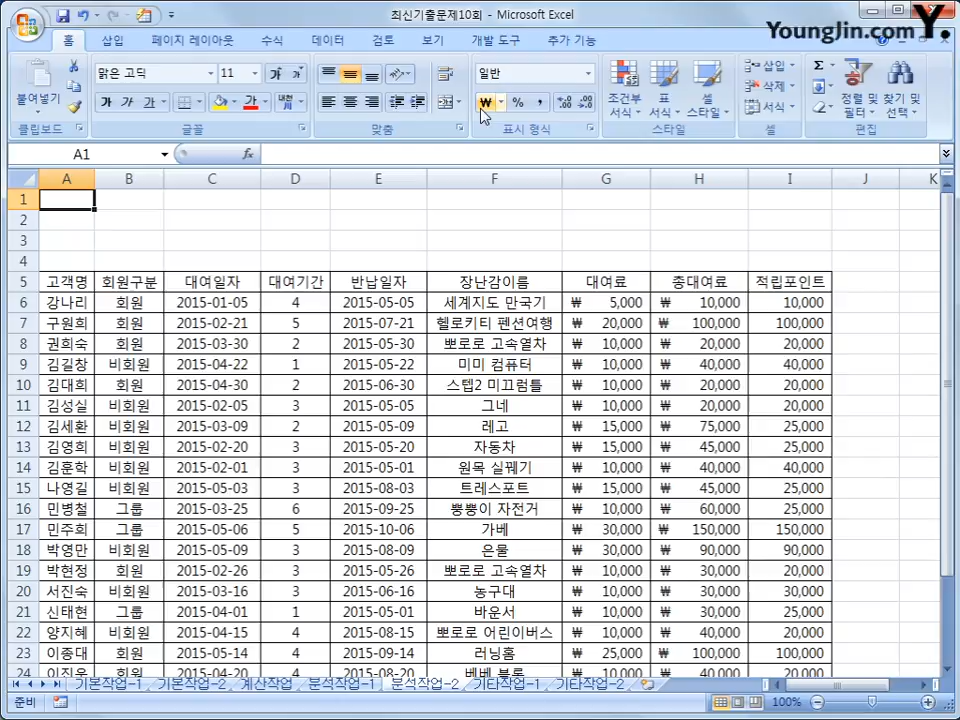 최신기출문제10회 - Microsoft Excel
YoungJin.com Y.
홈 삽입 페이지 레이아웃 수식 데이터 검토 보기 개발 도구 추가 기능
붙여넣기 맑은 고딕 11 가 가 일반 조건부 서식 표 서식 셀 스타일 삽입 삭제 서식 Σ 정렬 및 필터 찾기 및 선택
가 가 가 가 ₩ % ,
클립보드 글꼴 맞춤 표시 형식 스타일 셀 편집
A1 fx
A B C D E F G H I J K
1
2
3
4
5 고객명 회원구분 대여일자 대여기간 반납일자 장난감이름 대여료 총대여료 적립포인트
6 강나리 회원 2015-01-05 4 2015-05-05 세계지도 만국기 ₩ 5,000 ₩ 10,000 10,000
7 구원희 회원 2015-02-21 5 2015-07-21 헬로키티 펜션여행 ₩ 20,000 ₩ 100,000 100,000
8 권희숙 회원 2015-03-30 2 2015-05-30 뽀로로 고속열차 ₩ 10,000 ₩ 20,000 20,000
9 김길창 비회원 2015-04-22 1 2015-05-22 미미 컴퓨터 ₩ 10,000 ₩ 40,000 40,000
10 김대희 회원 2015-04-30 2 2015-06-30 스텝2 미끄럼틀 ₩ 10,000 ₩ 20,000 20,000
11 김성실 비회원 2015-02-05 3 2015-05-05 그네 ₩ 10,000 ₩ 20,000 20,000
12 김세환 비회원 2015-03-09 2 2015-05-09 레고 ₩ 15,000 ₩ 75,000 25,000
13 김영희 비회원 2015-02-20 3 2015-05-20 자동차 ₩ 15,000 ₩ 45,000 25,000
14 김훈학 비회원 2015-02-01 3 2015-05-01 원목 실꿰기 ₩ 10,000 ₩ 40,000 40,000
15 나영길 비회원 2015-05-03 3 2015-08-03 트레스포트 ₩ 15,000 ₩ 45,000 25,000
16 민병철 그룹 2015-03-25 6 2015-09-25 뿡뿡이 자전거 ₩ 10,000 ₩ 60,000 25,000
17 민주희 그룹 2015-05-06 5 2015-10-06 가베 ₩ 30,000 ₩ 150,000 150,000
18 박영만 비회원 2015-05-09 3 2015-08-09 은물 ₩ 30,000 ₩ 90,000 90,000
19 박현정 회원 2015-02-26 3 2015-05-26 뽀로로 고속열차 ₩ 10,000 ₩ 30,000 30,000
20 서진숙 비회원 2015-03-16 3 2015-06-16 농구대 ₩ 10,000 ₩ 30,000 30,000
21 신태현 그룹 2015-04-01 1 2015-05-01 바운서 ₩ 10,000 ₩ 30,000 25,000
22 양지혜 비회원 2015-04-15 4 2015-08-15 뽀로로 어린이버스 ₩ 10,000 ₩ 40,000 20,000
23 이종대 회원 2015-05-14 4 2015-09-14 러닝홈 ₩ 25,000 ₩ 100,000 100,000
24 회원 2015-04-20 4 2015-08-20 베베 블록 ₩ 10,000 ₩ 40,000 20,000
기본작업-1 기본작업-2 계산작업 분석작업-1 분석작업-2 기타작업-1 기타작업-2
준비 100%